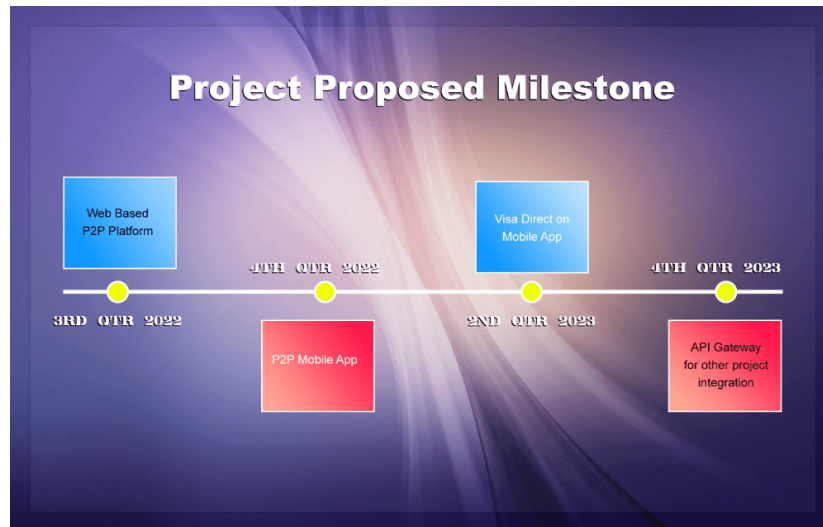 Project Proposed Milestone
Web Based
P2P Platform
3RD QTR 2022
4TH QTR 2022
P2P Mobile App
Visa Direct on
Mobile App
2ND QTR 2023
4TH QTR 2023
API Gateway
for other project
integration